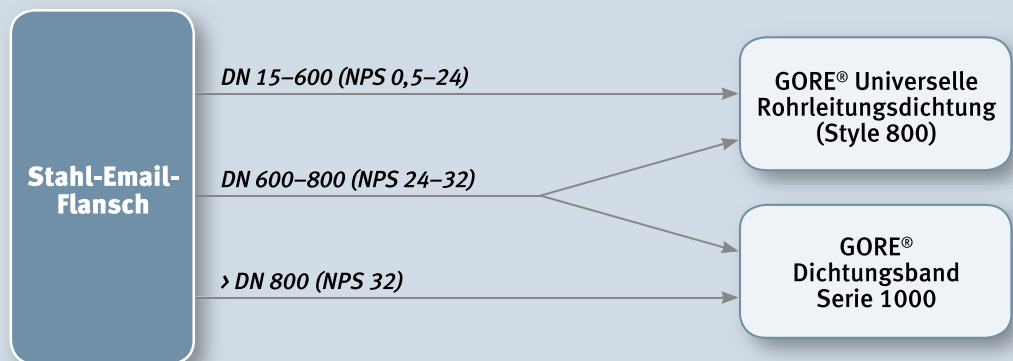 Stahl-Email-
Flansch
DN 15–600 (NPS 0,5–24)
DN 600–800 (NPS 24–32)
> DN 800 (NPS 32)
GORE® Universelle
Rohrleitungsdichtung
(Style 800)
GORE®
Dichtungsband
Serie 1000